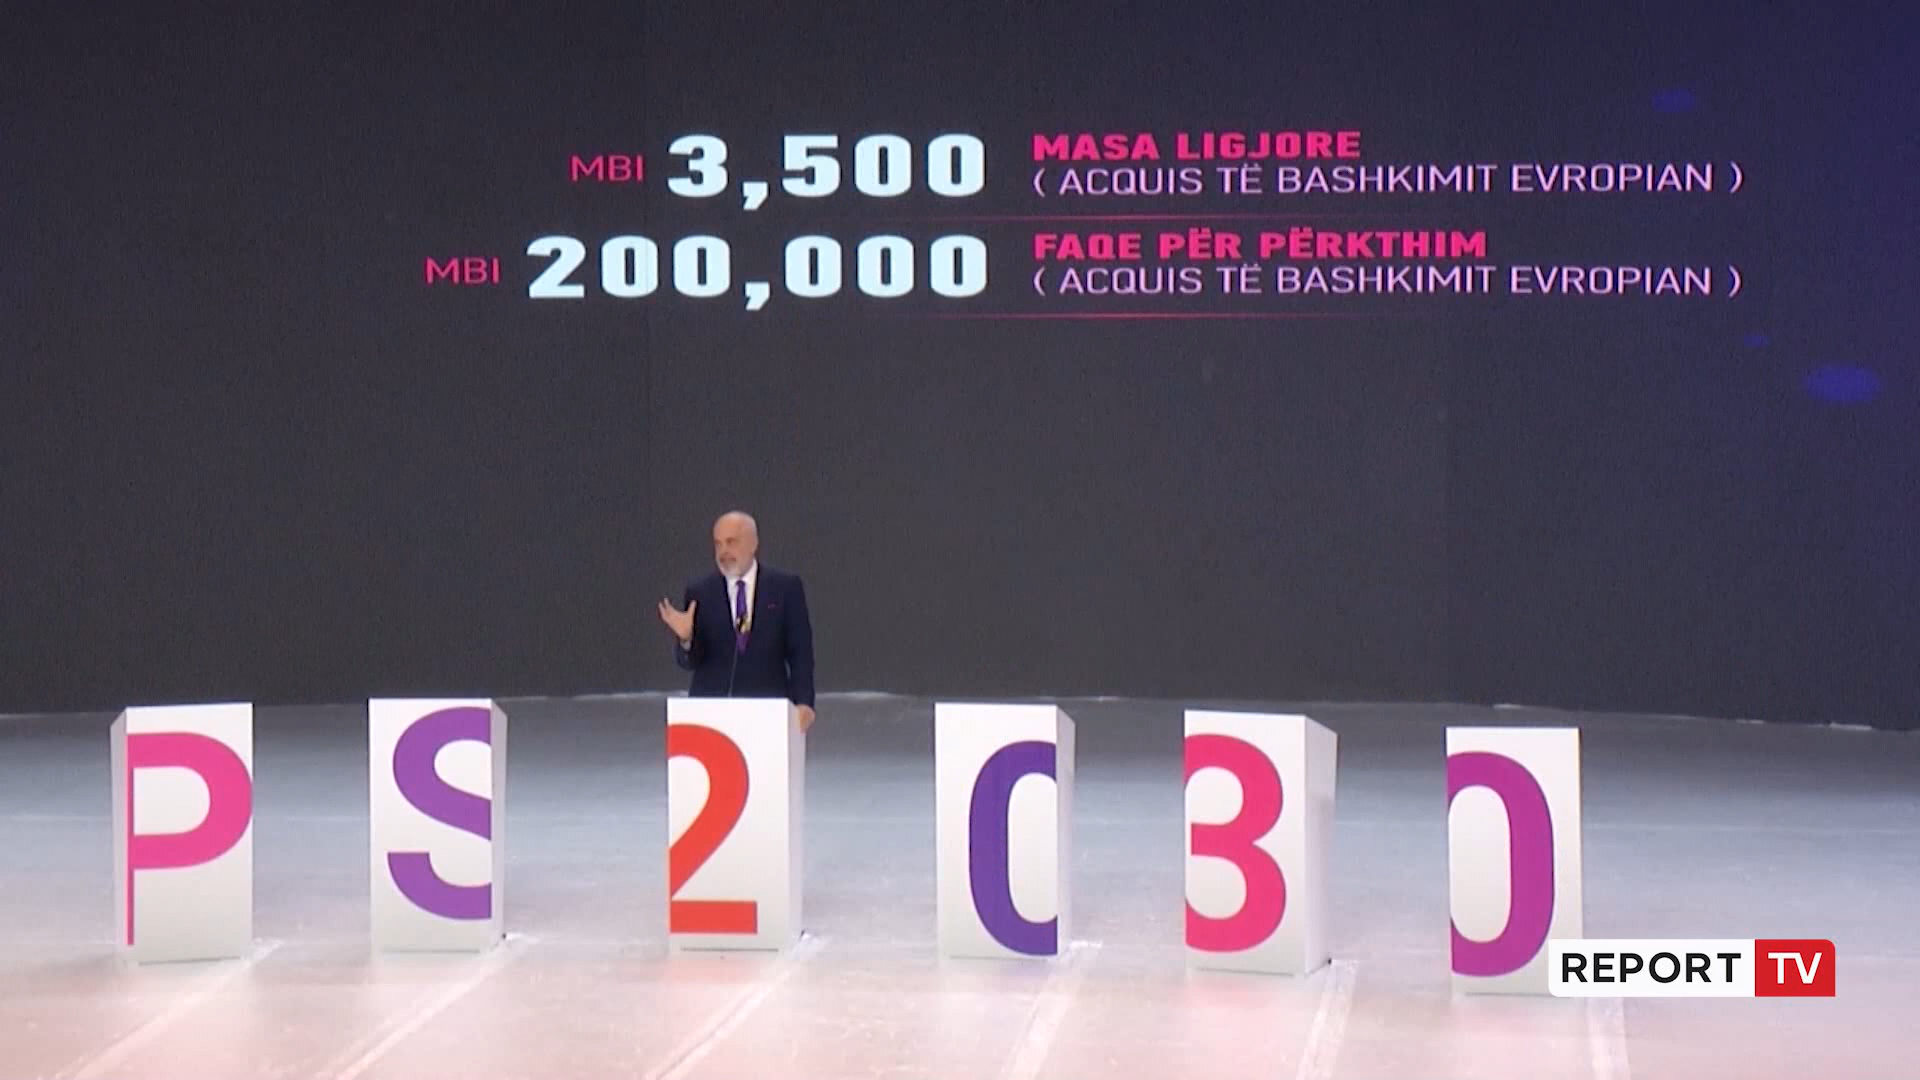 MBI 3,500 MASA LIGJORE
( ACQUIS TË BASHKIMIT EVROPIAN )
MBI 200,000 FAQE PËR PËRKTHIM
( ACQUIS TË BASHKIMIT EVROPIAN )
PS2030
REPORT TV